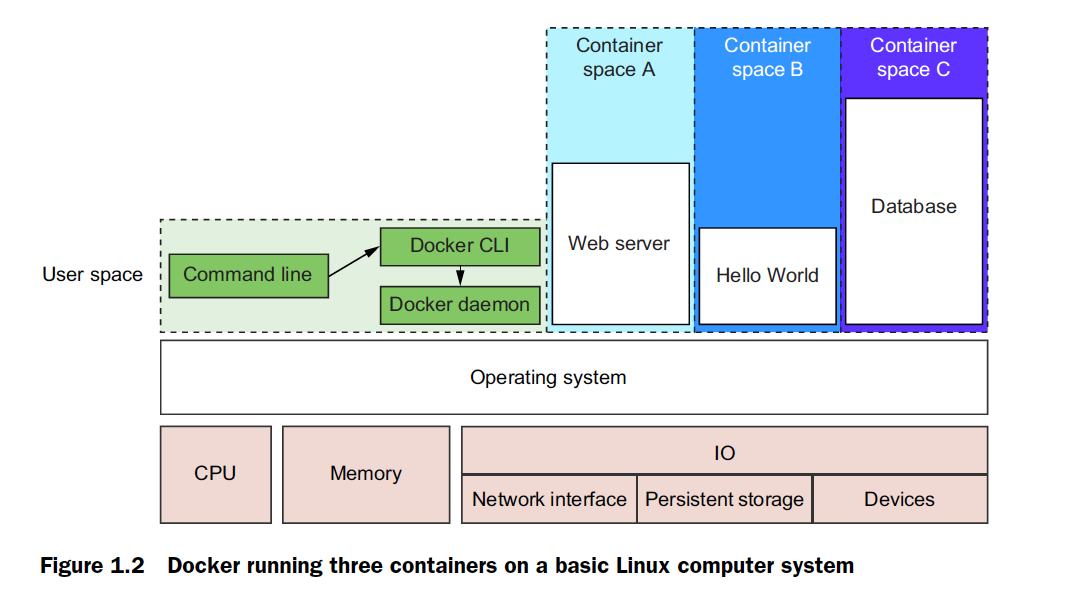 Container
space A
Container
space B
Container
space C
Database
Web server
Docker CLI
User space
Command line
Hello World
Docker daemon
Operating system
CPU
Memory
IO
Network interface
Persistent storage
Devices
Figure 1.2 Docker running three containers on a basic Linux computer system